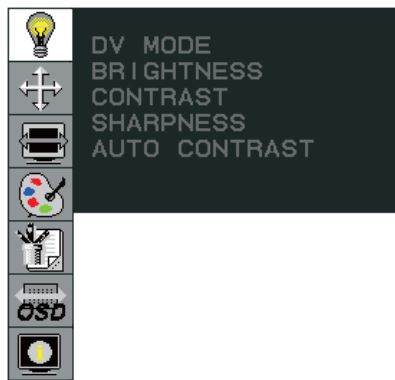 DV MODE
BRIGHTNESS
CONTRAST
SHARPNESS
AUTO CONTRAST
OSD
i